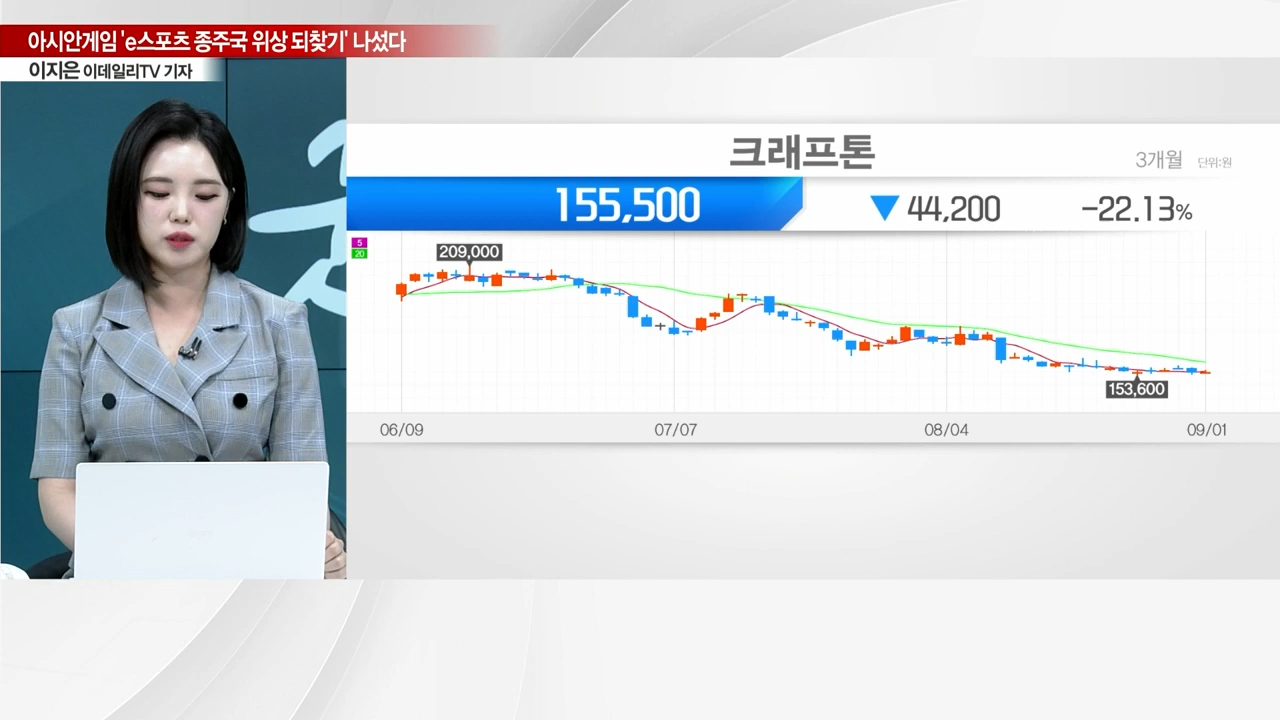 아시안게임 'e스포츠 종주국 위상 되찾기' 나섰다
이지은 이데일리TV 기자
크래프톤
3개월 단위:원
155,500 ▼ 44,200 -22.13%
5
20
209,000
153,600
06/09 07/07 08/04 09/01